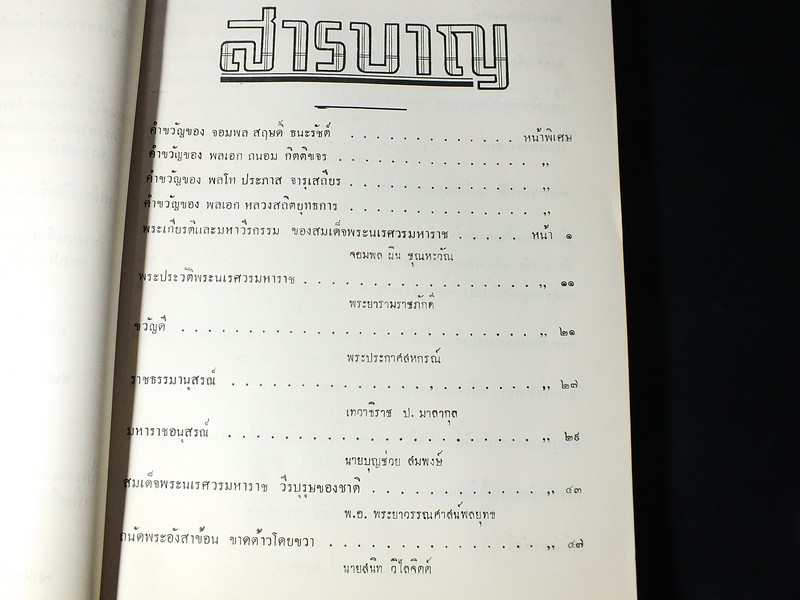 สารบาญ
คำขวัญของ จอมพล สฤษดิ์ ธนะรัชต์ . . . . . . . . . . . . . หน้าพิเศษ
คำขวัญของ พลเอก ถนอม กิตติขจร . . . . . . . . . . . . . ,,
คำขวัญของ พลโท ประภาส จารุเสถียร . . . . . . . . . . . . ,,
คำขวัญของ พลเอก หลวงสถิตยุทธการ . . . . . . . . . . . . ,,
พระเกียรติและมหาวีรกรรม ของสมเด็จพระนเรศวรมหาราช . . . . . หน้า ๑
จอมพล ผิน ชุณหะวัณ
พระประวัติพระนเรศวรมหาราช . . . . . . . . . . . . . . . . ,, ๑๑
พระยารามราชภักดี
ขวัญดี . . . . . . . . . . . . . . . . . . . . . . . . ,, ๒๑
พระประกาศสหกรณ์
ราชธรรมานุสรณ์ . . . . . . . . . . . . . . . . . . . . . ,, ๒๗
เทวาธิราช ป. มาลากุล
มหาราชอนุสรณ์ . . . . . . . . . . . . . . . . . . . . . ,, ๒๙
นายบุญช่วย สมพงษ์
สมเด็จพระนเรศวรมหาราช วีรบุรุษของชาติ . . . . . . . . . . . ,, ๔๓
พ.อ. พระยาวรรณศาสน์พลยุทธ
ถนัดพระอังสาข้อน ขาดด้าวโดยขวา . . . . . . . . . . . . . . ,, ๔๗
นายสนิท วิไลจิตต์